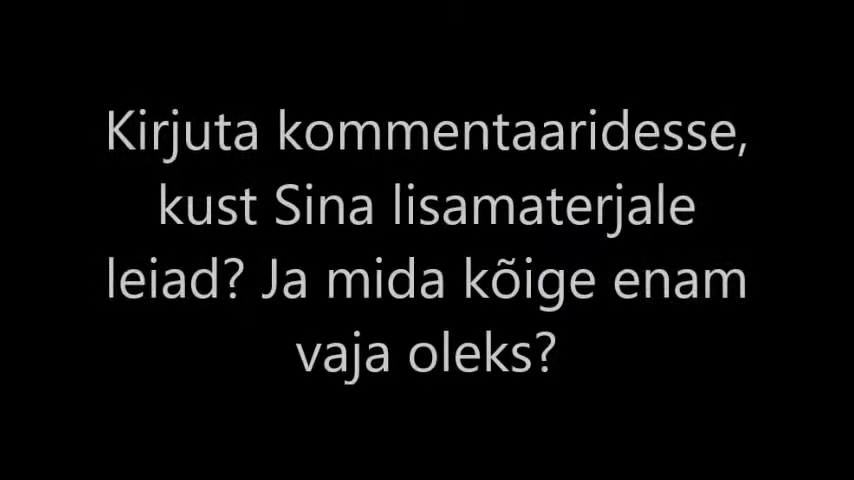 Kirjuta kommentaaridesse,
kust Sina lisamaterjale
leiad? Ja mida kõige enam
vaja oleks?